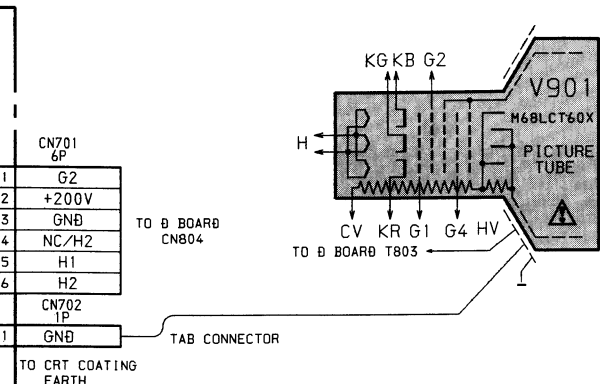 KG KB G2
V901
M68LCT60X
PICTURE
TUBE
H
CV KR G1 G4 HV
TO D BOARD T803
CN701
6P
1 G2
2 +200V
3 GND
4 NC/H2
5 H1
6 H2
TO D BOARD
CN804
CN702
1P
1 GND
TAB CONNECTOR
TO CRT COATING
EARTH